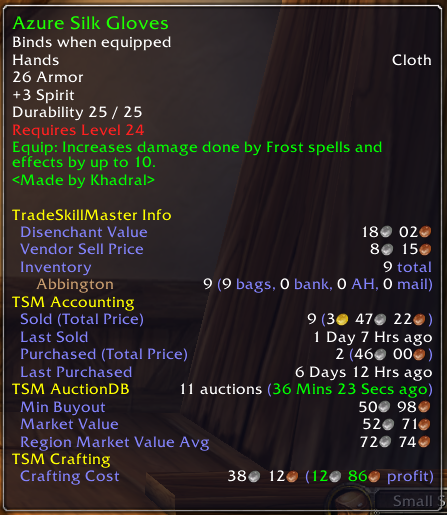 Azure Silk Gloves
Binds when equipped
Hands Cloth
26 Armor
+3 Spirit
Durability 25 / 25
Requires Level 24
Equip: Increases damage done by Frost spells and
effects by up to 10.
<Made by Khadral>
TradeSkillMaster Info
Disenchant Value 18 02
Vendor Sell Price 8 15
Inventory 9 total
Abbington 9 (9 bags, 0 bank, 0 AH, 0 mail)
TSM Accounting
Sold (Total Price) 9 (3 47 22)
Last Sold 1 Day 7 Hrs ago
Purchased (Total Price) 2 (46 00)
Last Purchased 6 Days 12 Hrs ago
TSM AuctionDB 11 auctions (36 Mins 23 Secs ago)
Min Buyout 50 98
Market Value 52 71
Region Market Value Avg 72 74
TSM Crafting
Crafting Cost 38 12 (12 86 profit)
Small S